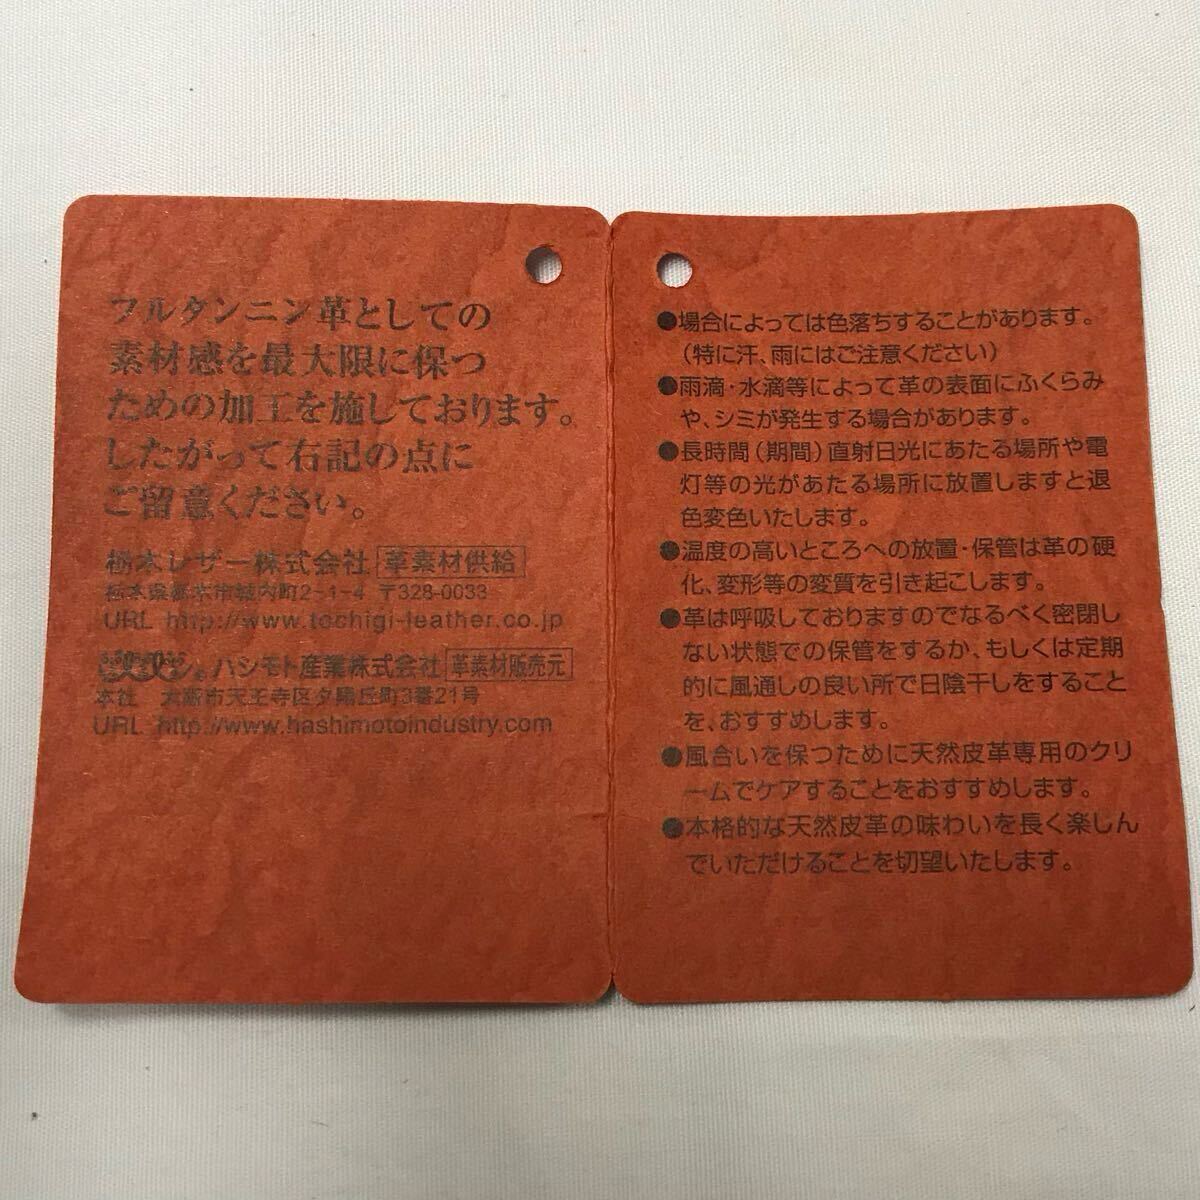 フルタンニン革としての
素材感を最大限に保つ
ための加工を施しております。
したがって右記の点に
ご留意ください。
栃木レザー株式会社 革素材供給
栃木県栃木市城内町2-1-4 〒328-0033
URL http://www.tochigi-leather.co.jp
ハシモト産業株式会社 革素材販売元
本社 大阪市天王寺区夕陽丘町3番21号
URL http://www.hashimotoindustry.com
●場合によっては色落ちすることがあります。
(特に汗、雨にはご注意ください)
●雨滴・水滴等によって革の表面にふくらみ
や、シミが発生する場合があります。
●長時間(期間)直射日光にあたる場所や電
灯等の光があたる場所に放置しますと退
色変色いたします。
●温度の高いところへの放置・保管は革の硬
化、変形等の変質を引き起こします。
●革は呼吸しておりますのでなるべく密閉し
ない状態での保管をするか、もしくは定期
的に風通しの良い所で日陰干しをすること
を、おすすめします。
●風合いを保つために天然皮革専用のクリ
ームでケアすることをおすすめします。
●本格的な天然皮革の味わいを長く楽しん
でいただけることを切望いたします。